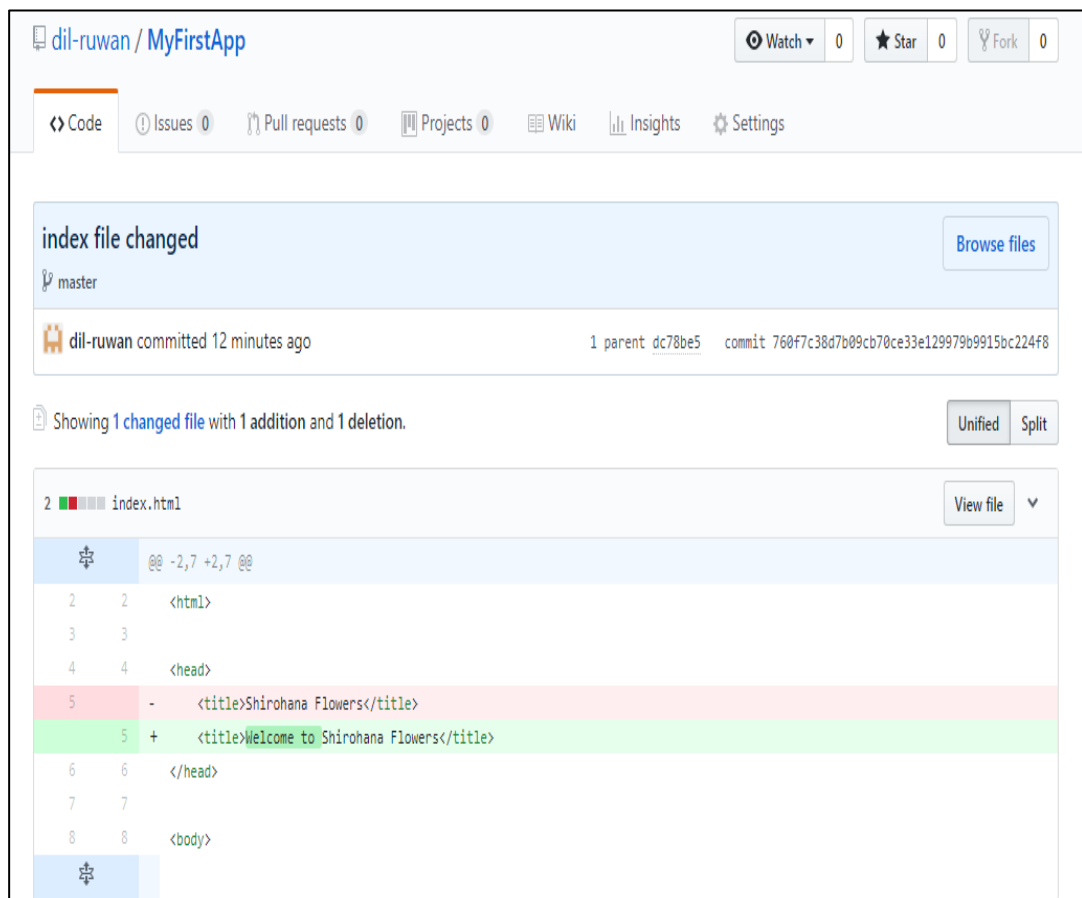 dil-ruwan / MyFirstApp
Watch 0 Star 0 Fork 0
<> Code Issues 0 Pull requests 0 Projects 0 Wiki Insights Settings
index file changed
Browse files
master
dil-ruwan committed 12 minutes ago 1 parent dc78be5 commit 760f7c38d7b09cb70ce33e129979b9915bc224f8
Showing 1 changed file with 1 addition and 1 deletion.
Unified Split
2 index.html View file
@@ -2,7 +2,7 @@
2 2 <html>
3 3
4 4 <head>
5 - <title>Shirohana Flowers</title>
5 + <title>Welcome to Shirohana Flowers</title>
6 6 </head>
7 7
8 8 <body>